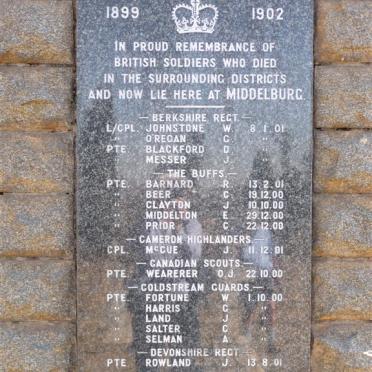 1899 1902
IN PROUD REMEMBRANCE OF
BRITISH SOLDIERS WHO DIED
IN THE SURROUNDING DISTRICTS
AND NOW LIE HERE AT MIDDELBURG.
— BERKSHIRE REGT —
L/CPL. JOHNSTONE W. 8.1.01
" O'REGAN C. "
PTE. BLACKFORD D. "
" MESSER J. "
— THE BUFFS —
PTE. BARNARD R. 13.2.01
" BEER C. 19.12.00
" CLAYTON J. 19.10.00
" MIDDELTON E. 29.12.00
" PRIOR C. 22.12.00
— CAMERON HIGHLANDERS —
CPL. McCUE J. 11.12.01
— CANADIAN SCOUTS —
PTE. WEARERER O.J. 22.10.00
— COLDSTREAM GUARDS —
PTE. FORTUNE W. 1.10.00
" HARRIS C. "
" LAND J. "
" SALTER C. "
" SELMAN A. "
— DEVONSHIRE REGT —
PTE. ROWLAND J. 13.8.01